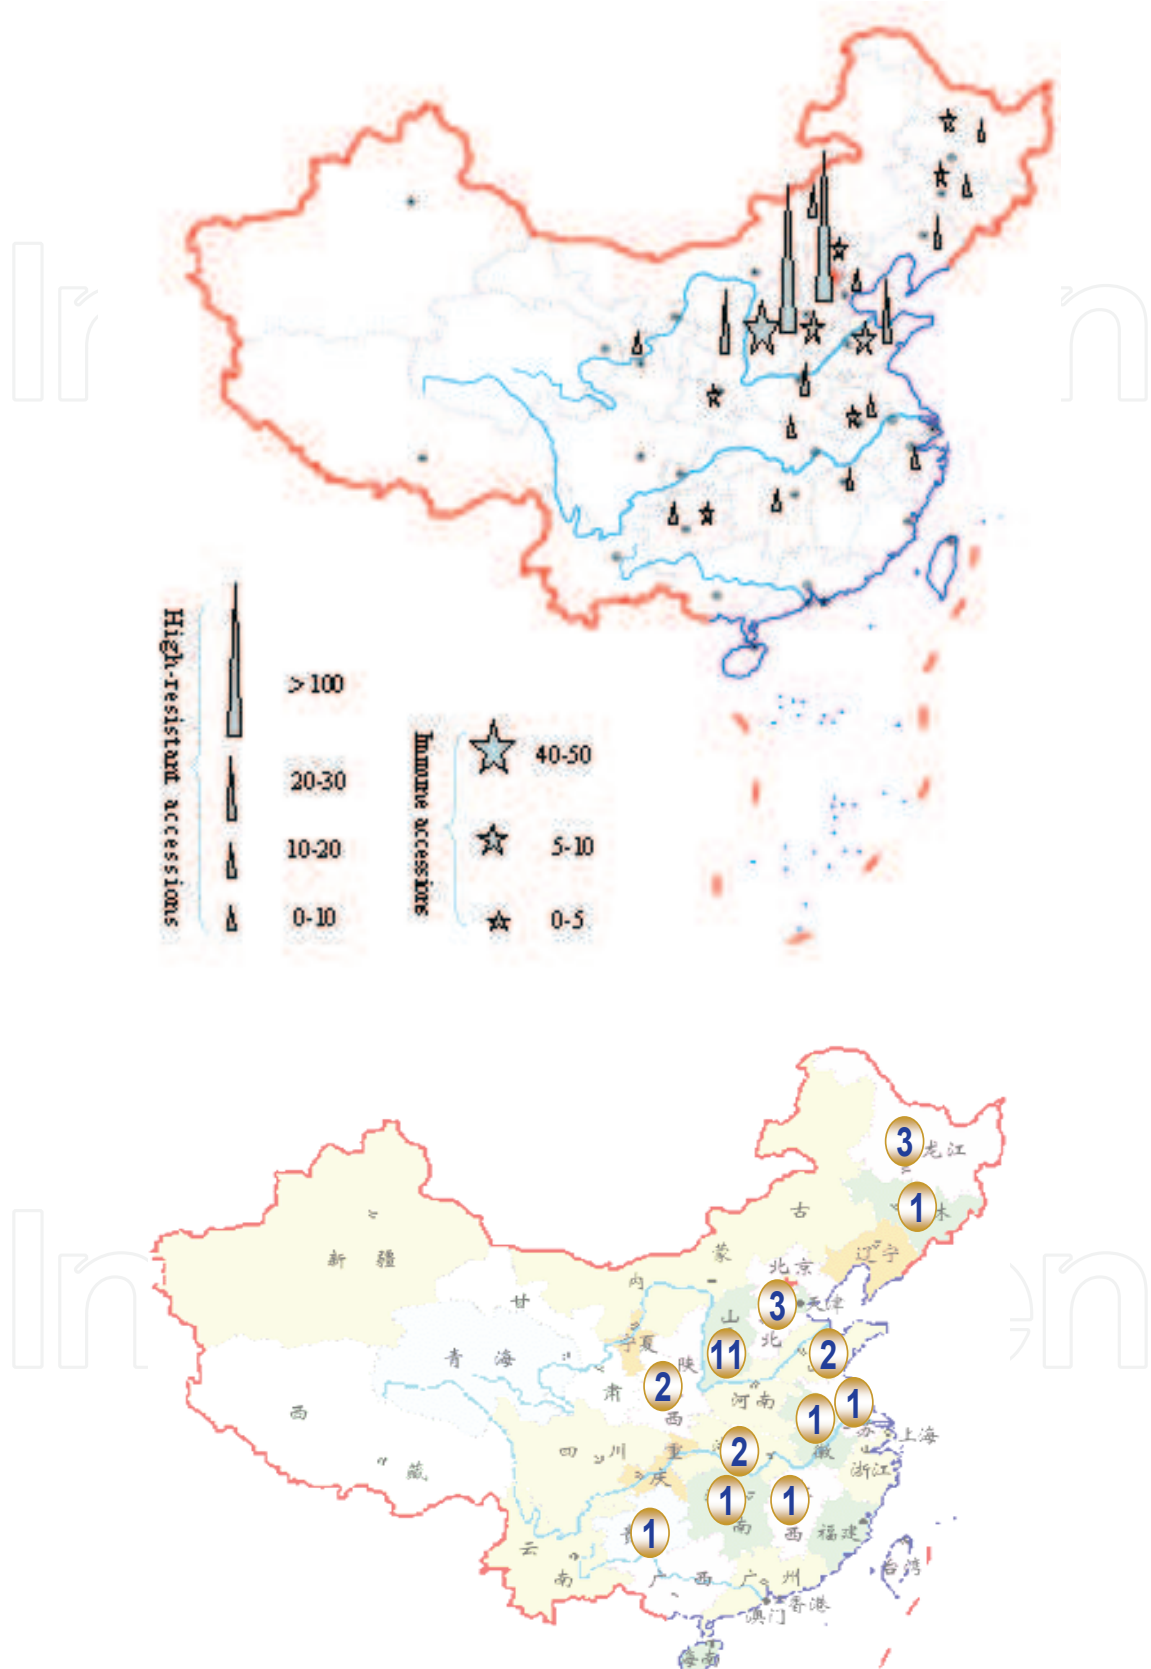 High-resistant accessions
>100
20-30
10-20
0-10
Immune accessions
40-50
5-10
0-5
3
龙江
1
古
辽宁
新疆
蒙
北京
内
甘
3
天津
山
北
宁夏
青海
11
2
陕
2
肃
河南
1
1
西
西
苏
上海
四川
重
2
徽
浙江
藏
庆
1
1
南
西
福建
1
云
台湾
南
广西
广州
香港
澳门
海南